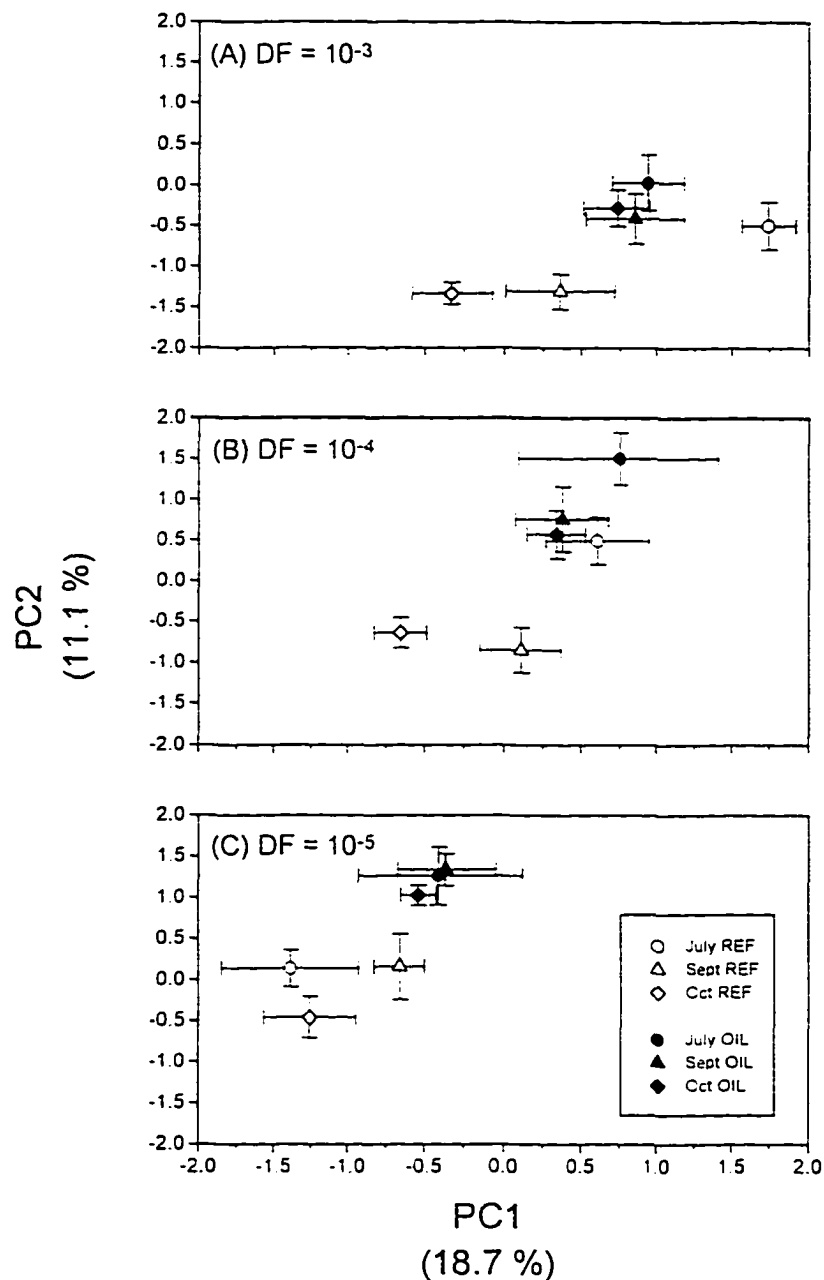 2.0
(A) DF = 10-3
1.5
1.0
0.5
0.0
-0.5
-1.0
-1.5
-2.0
2.0
(B) DF = 10-4
1.5
1.0
0.5
0.0
-0.5
-1.0
-1.5
-2.0
PC2
(11.1 %)
2.0
(C) DF = 10-5
1.5
1.0
0.5
0.0
-0.5
-1.0
-1.5
-2.0
July REF
Sept REF
Cct REF
July OIL
Sept OIL
Cct OIL
-2.0 -1.5 -1.0 -0.5 0.0 0.5 1.0 1.5 2.0
PC1
(18.7 %)